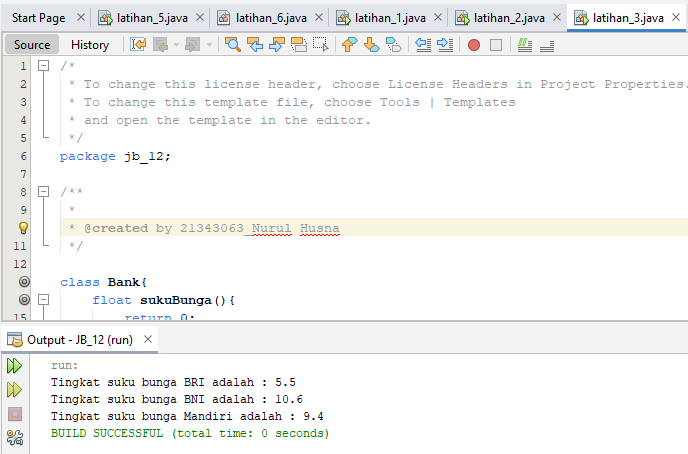 Start Page latihan_5.java latihan_6.java latihan_1.java latihan_2.java latihan_3.java
Source History
1 /*
2 * To change this license header, choose License Headers in Project Properties.
3 * To change this template file, choose Tools | Templates
4 * and open the template in the editor.
5 */
6 package jb_12;
7
8 /**
9 *
* @created by 21343063_Nurul Husna
11 */
12
class Bank{
float sukuBunga(){
15 return 0;
Output - JB_12 (run)
run:
Tingkat suku bunga BRI adalah : 5.5
Tingkat suku bunga BNI adalah : 10.6
Tingkat suku bunga Mandiri adalah : 9.4
BUILD SUCCESSFUL (total time: 0 seconds)